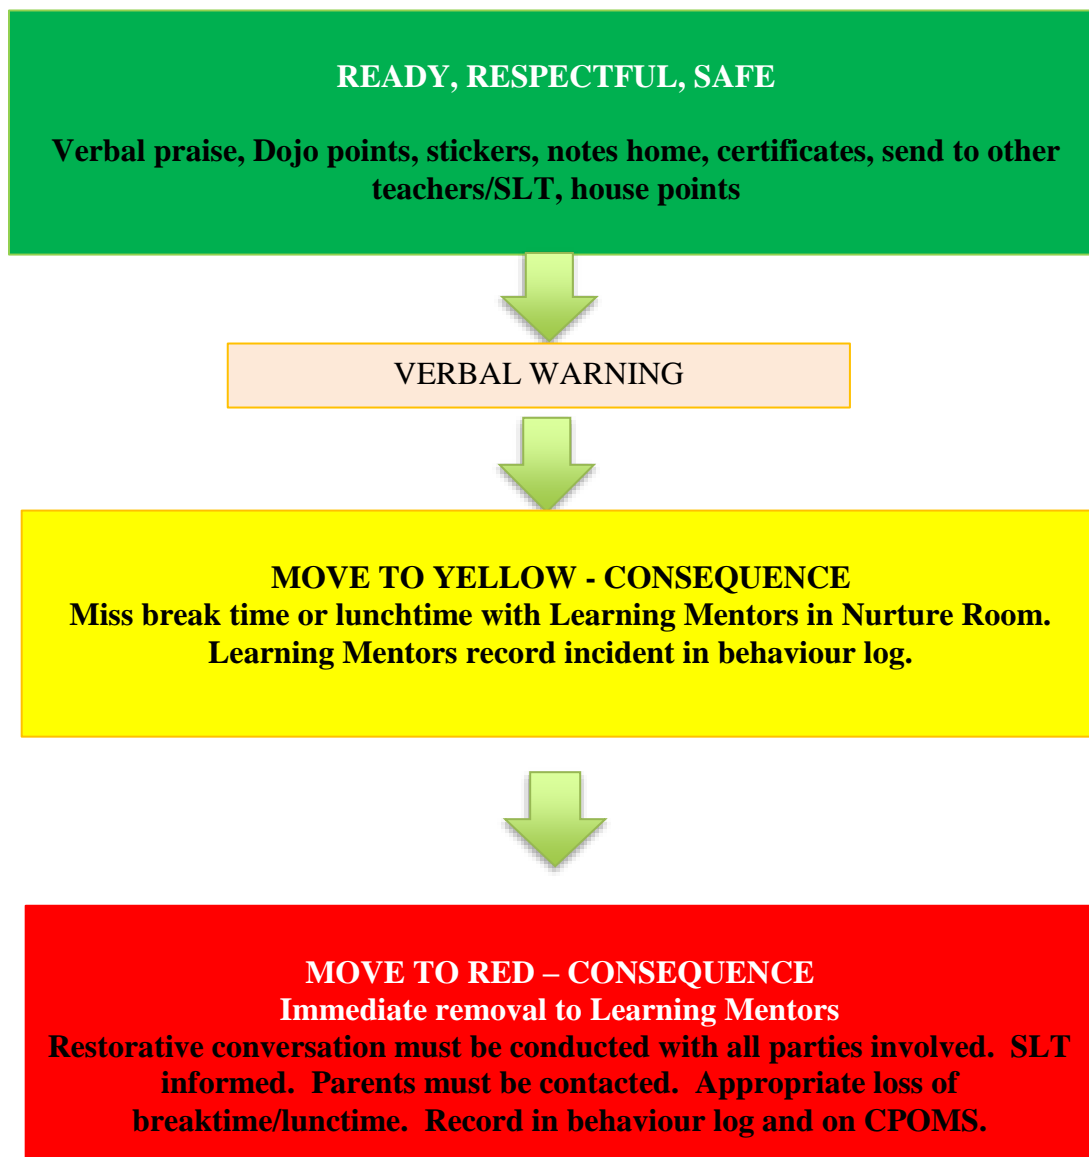 READY, RESPECTFUL, SAFE
Verbal praise, Dojo points, stickers, notes home, certificates, send to other
teachers/SLT, house points
VERBAL WARNING
MOVE TO YELLOW - CONSEQUENCE
Miss break time or lunchtime with Learning Mentors in Nurture Room.
Learning Mentors record incident in behaviour log.
MOVE TO RED – CONSEQUENCE
Immediate removal to Learning Mentors
Restorative conversation must be conducted with all parties involved.  SLT
informed.  Parents must be contacted.  Appropriate loss of
breaktime/lunctime.  Record in behaviour log and on CPOMS.